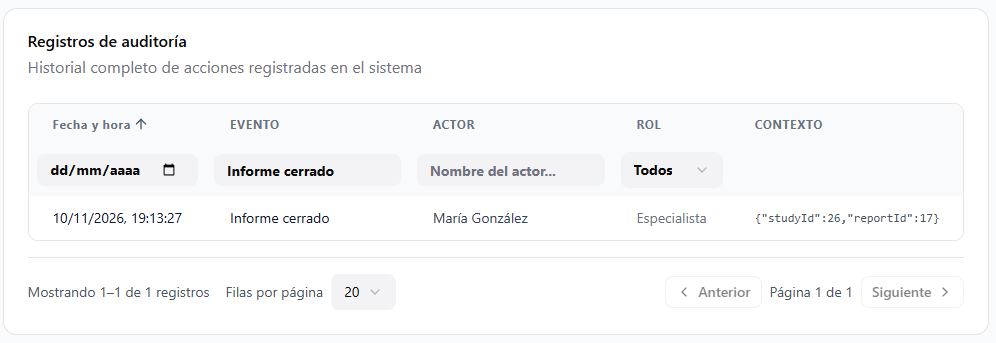 Registros de auditoría
Historial completo de acciones registradas en el sistema
Fecha y hora ↑ EVENTO ACTOR ROL CONTEXTO
dd/mm/aaaa Informe cerrado Nombre del actor... Todos
10/11/2026, 19:13:27 Informe cerrado María González Especialista {"studyId":26,"reportId":17}
Mostrando 1–1 de 1 registros Filas por página 20 Anterior Página 1 de 1 Siguiente